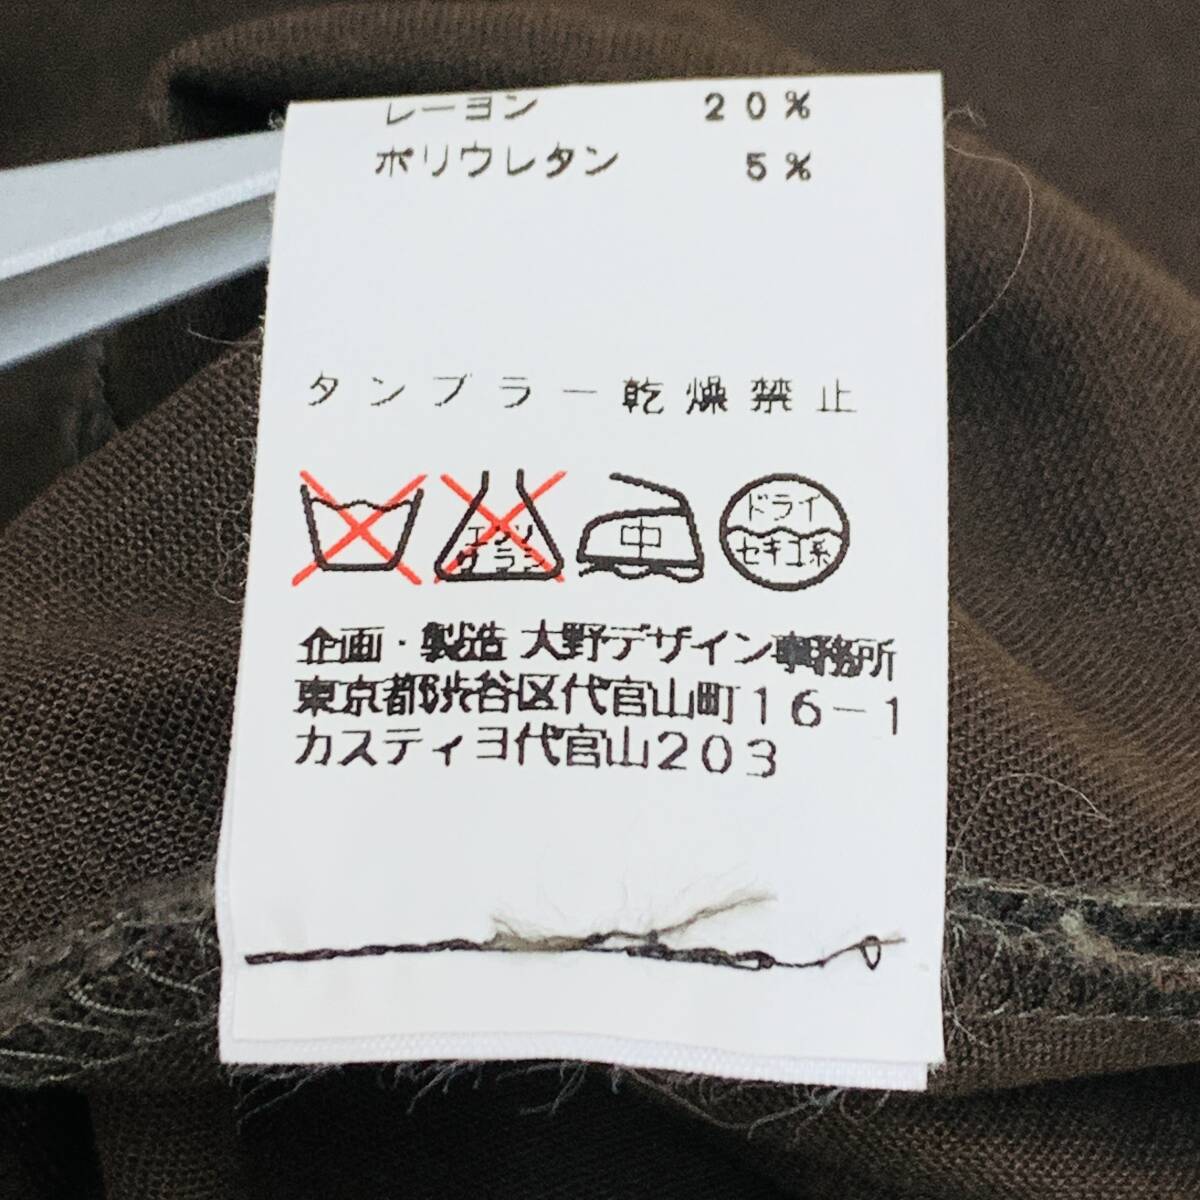 レーヨン 20%
ポリウレタン 5%
タンブラー乾燥禁止
エンソ
サラシ
中
ドライ
セキユ系
企画・製造 大野デザイン事務所
東京都渋谷区代官山町16-1
カスティヨ代官山203